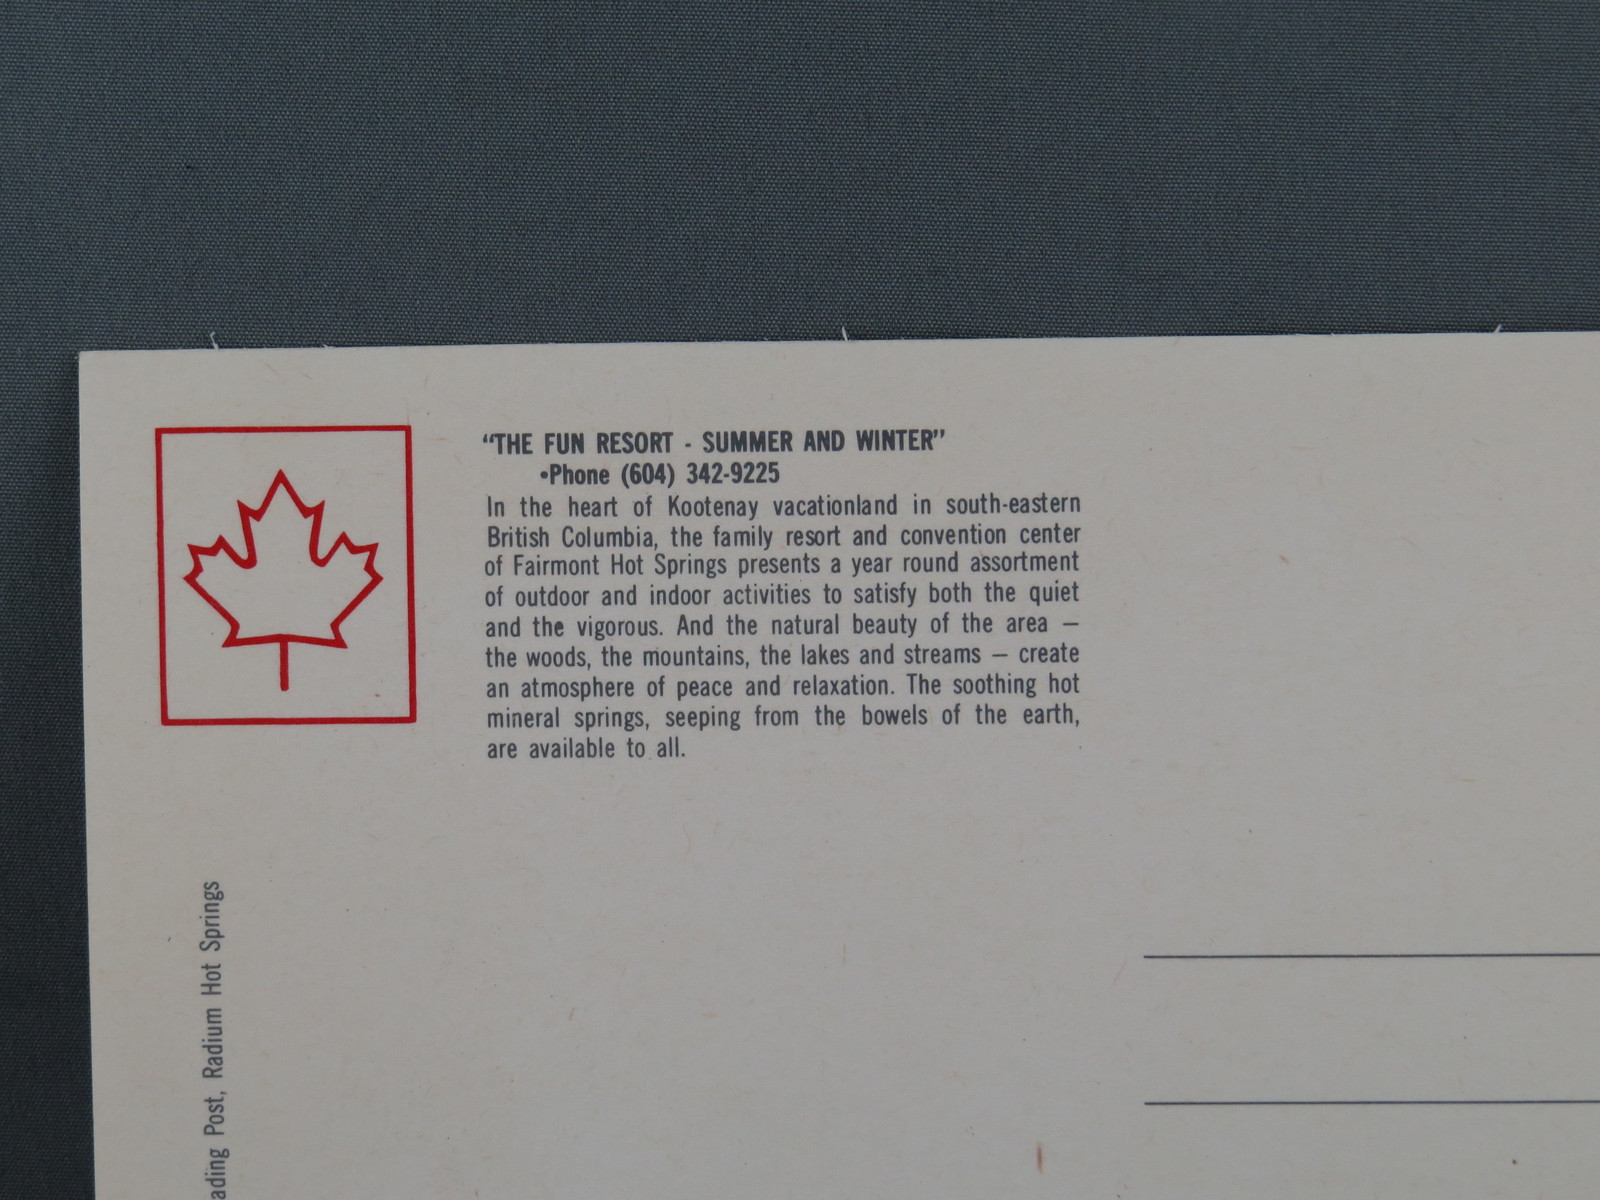 “THE FUN RESORT - SUMMER AND WINTER”
•Phone (604) 342-9225
In the heart of Kootenay vacationland in south-eastern
British Columbia, the family resort and convention center
of Fairmont Hot Springs presents a year round assortment
of outdoor and indoor activities to satisfy both the quiet
and the vigorous. And the natural beauty of the area —
the woods, the mountains, the lakes and streams — create
an atmosphere of peace and relaxation. The soothing hot
mineral springs, seeping from the bowels of the earth,
are available to all.
ading Post, Radium Hot Springs